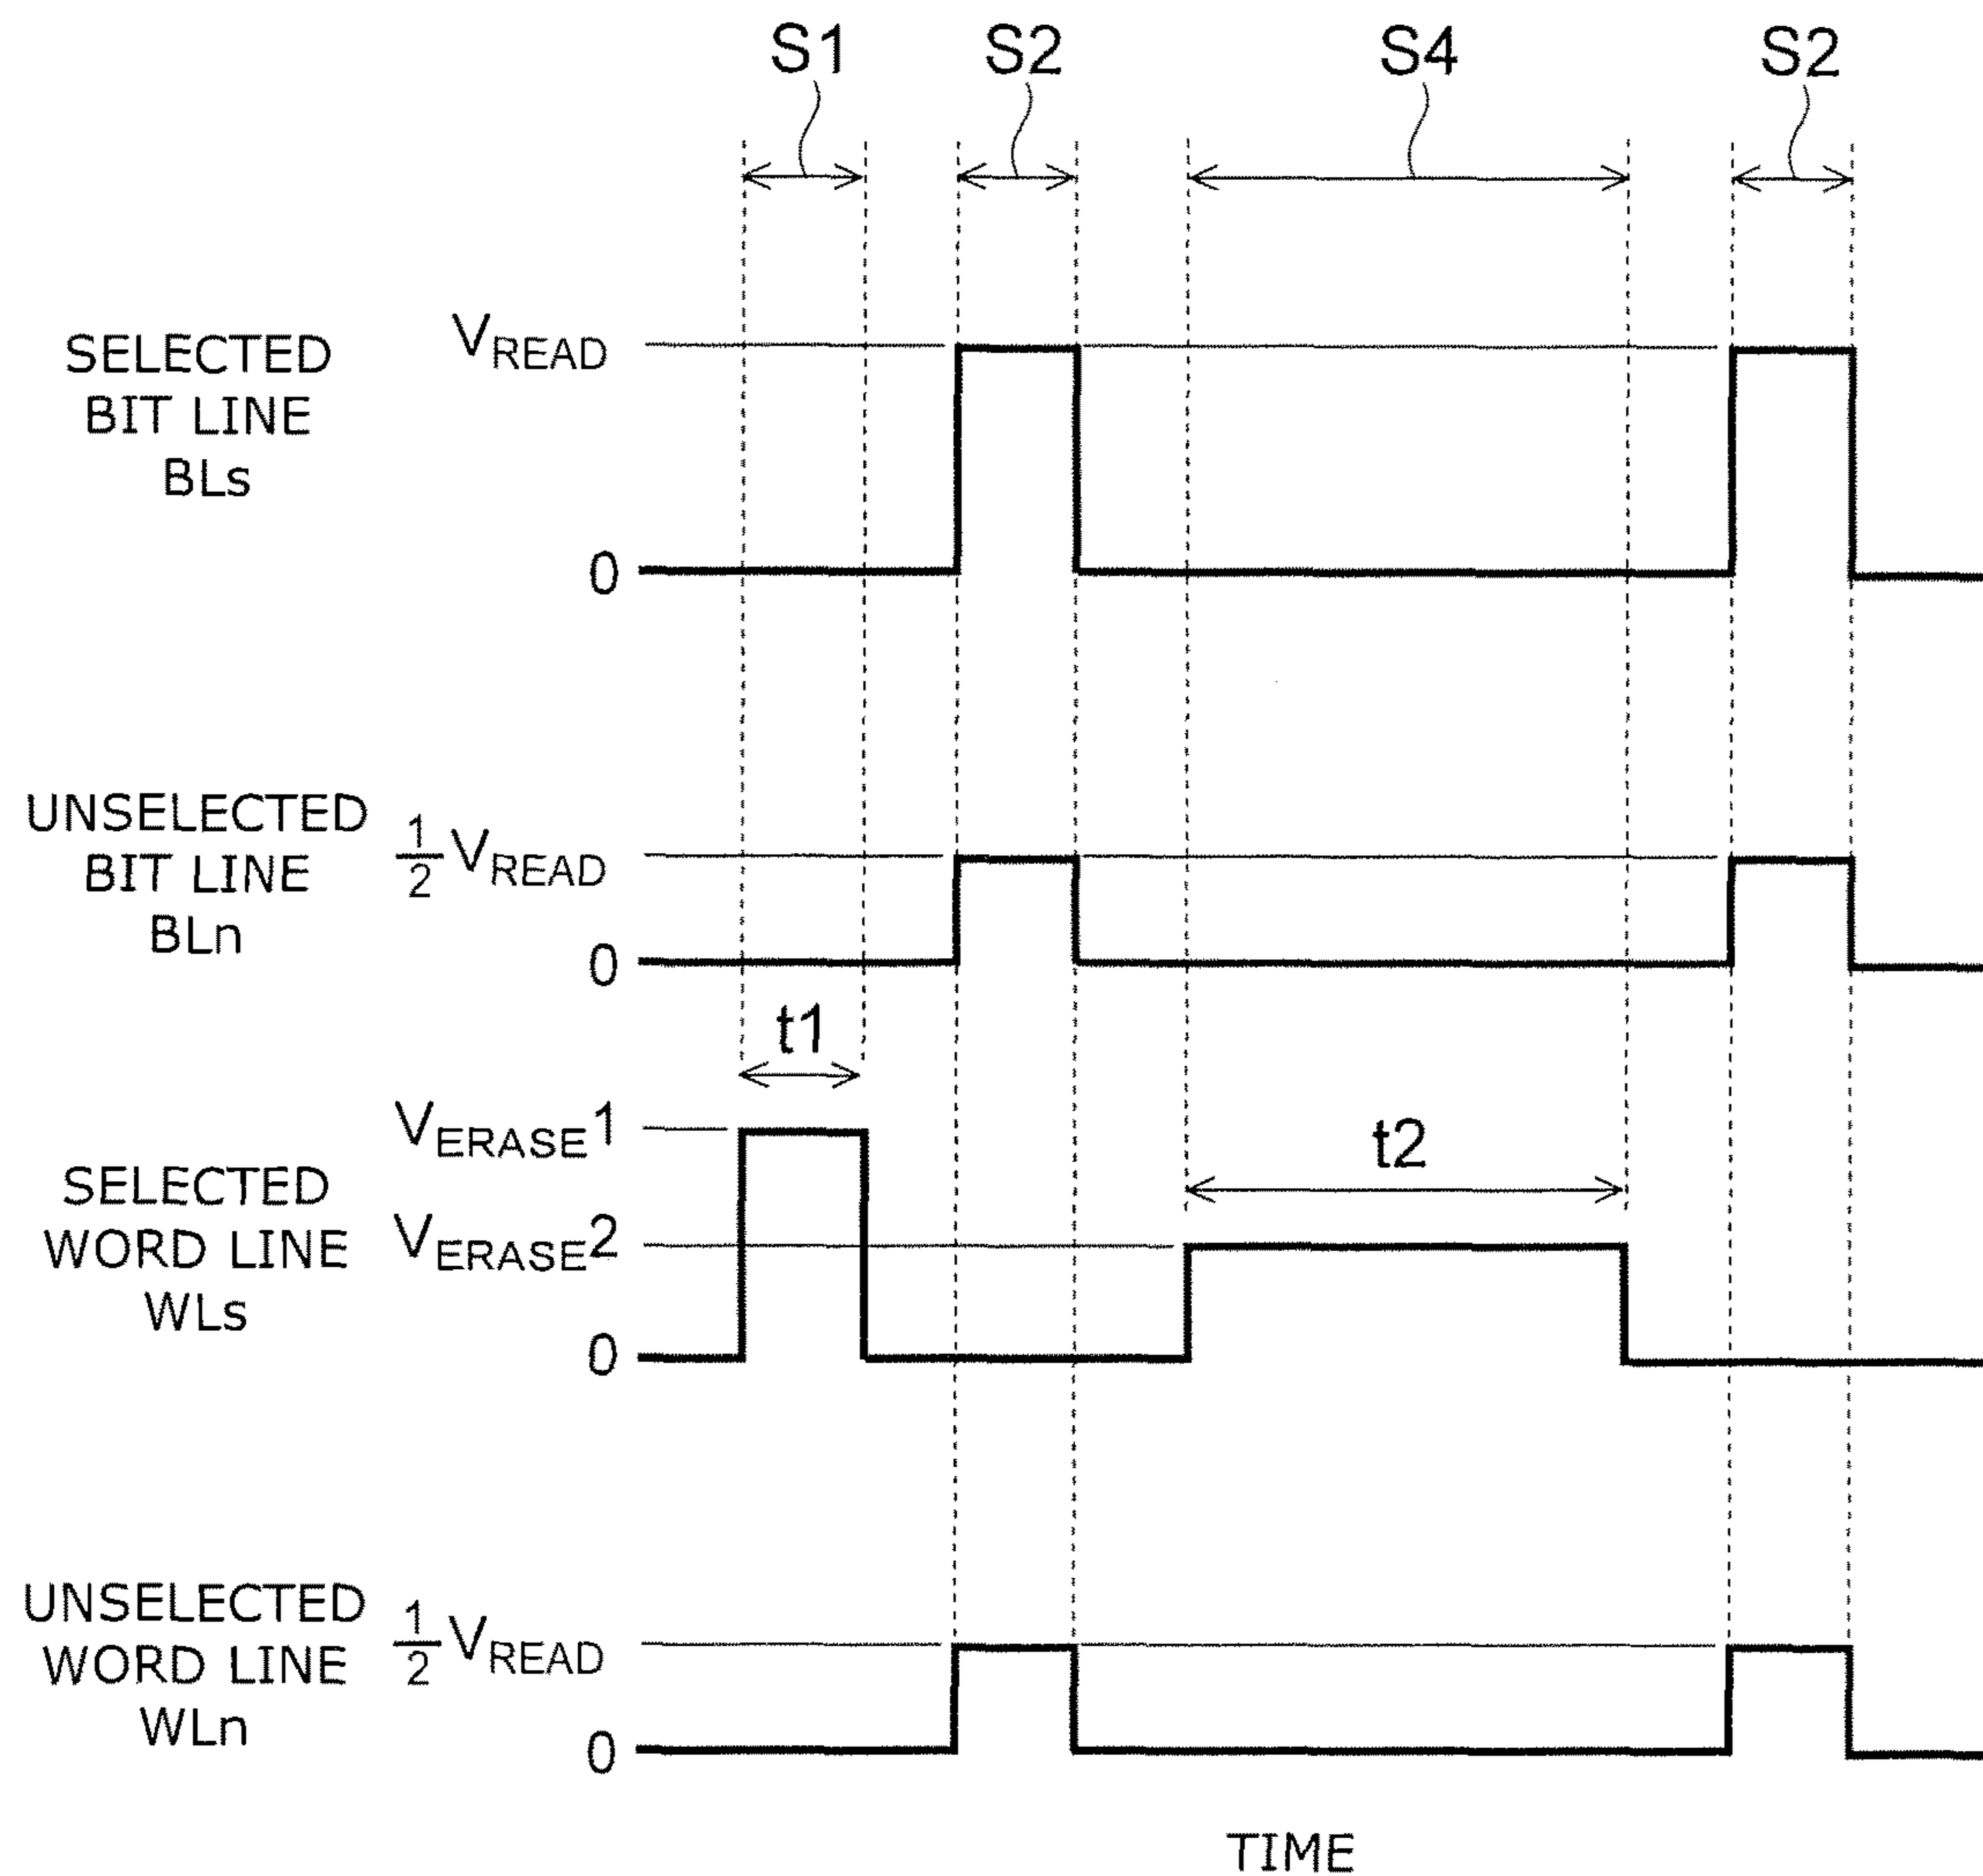 S1 S2 S4 S2
VREAD
SELECTED
BIT LINE
BLs
0
UNSELECTED
BIT LINE
BLn
1/2 VREAD
0
t1
VERASE1
t2
SELECTED
WORD LINE
WLs
VERASE2
0
UNSELECTED
WORD LINE
WLn
1/2 VREAD
0
TIME